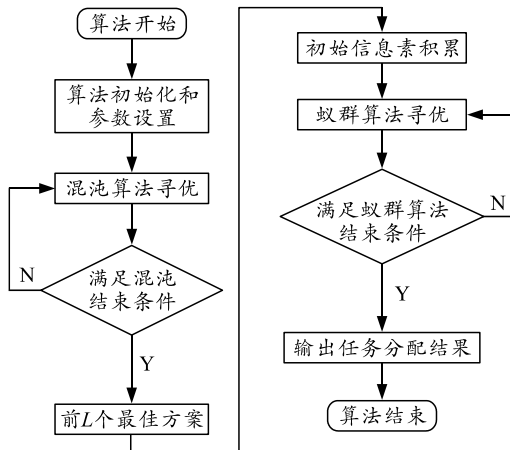 算法开始
算法初始化和
参数设置
混沌算法寻优
满足混沌
结束条件
N
Y
前L个最佳方案
初始信息素积累
蚁群算法寻优
满足蚁群算法
结束条件
N
Y
输出任务分配结果
算法结束